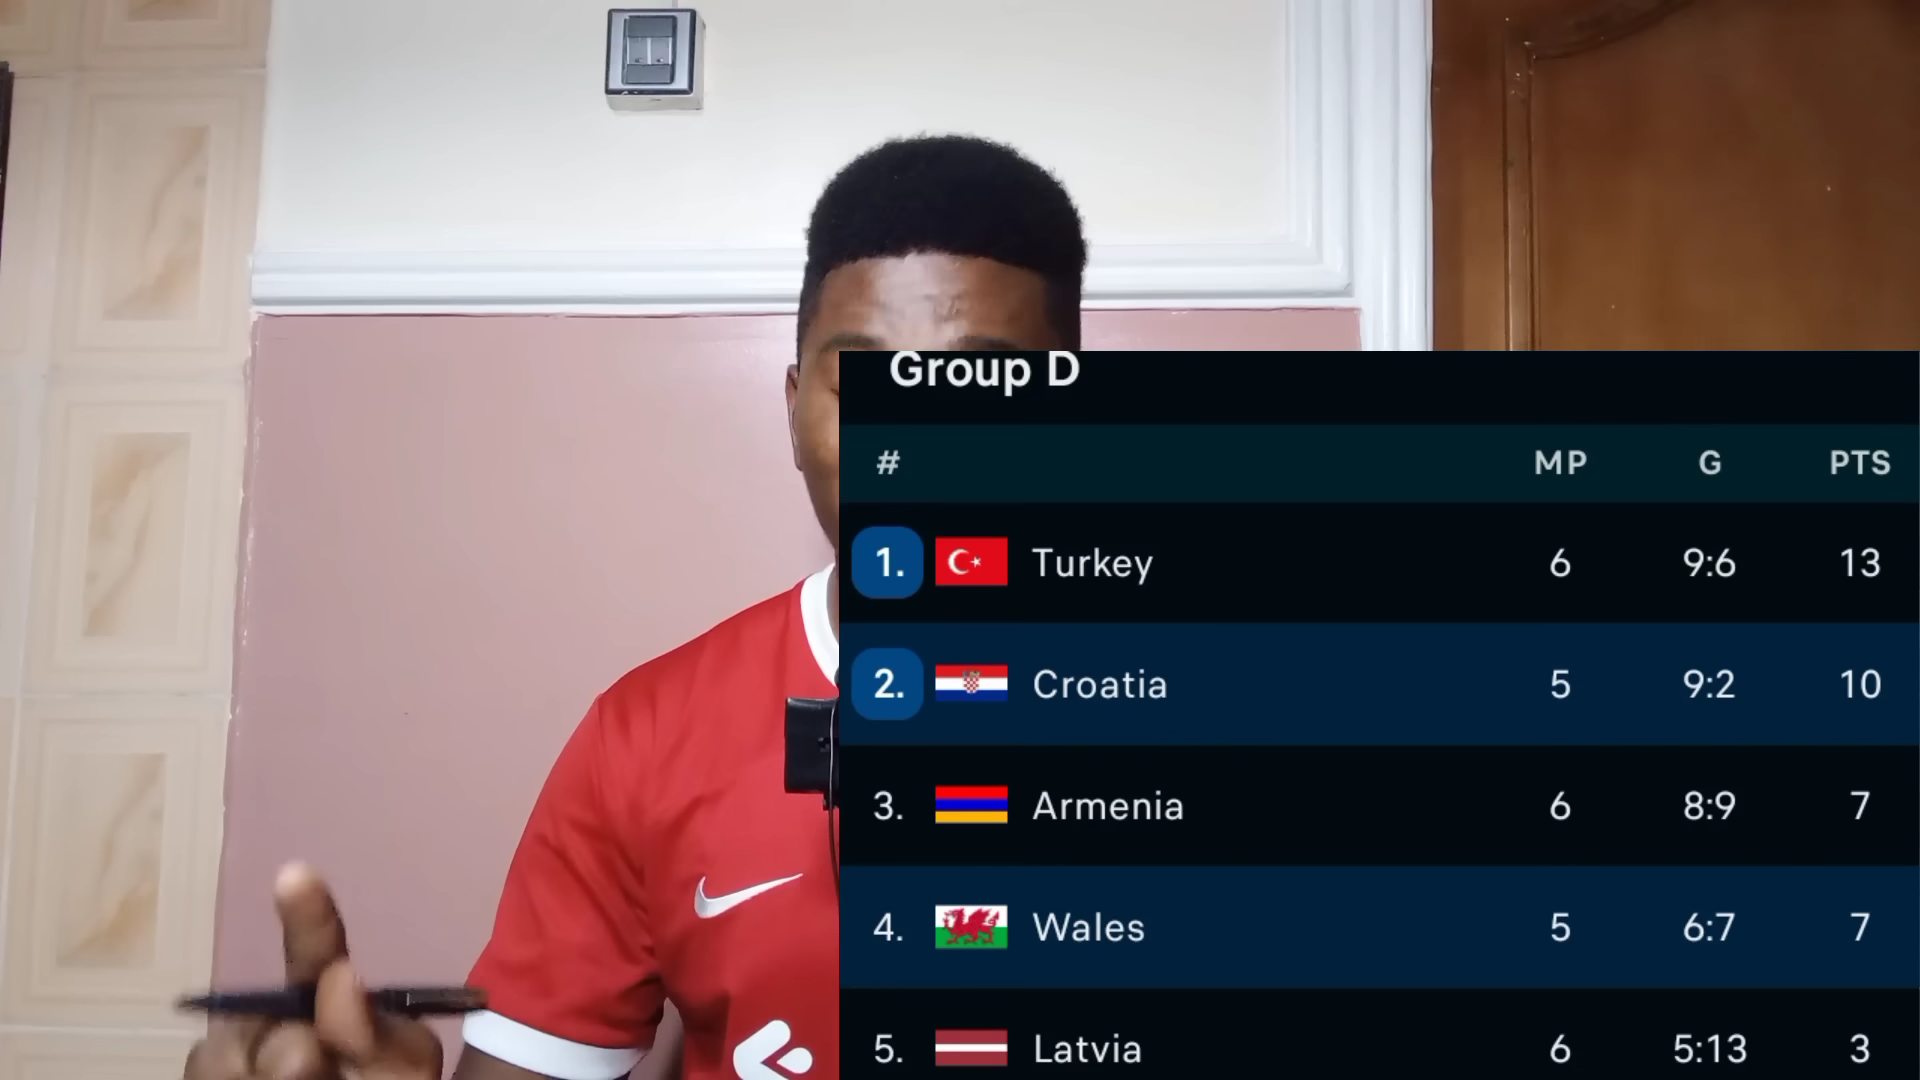 Group D
# MP G PTS
1. Turkey 6 9:6 13
2. Croatia 5 9:2 10
3. Armenia 6 8:9 7
4. Wales 5 6:7 7
5. Latvia 6 5:13 3